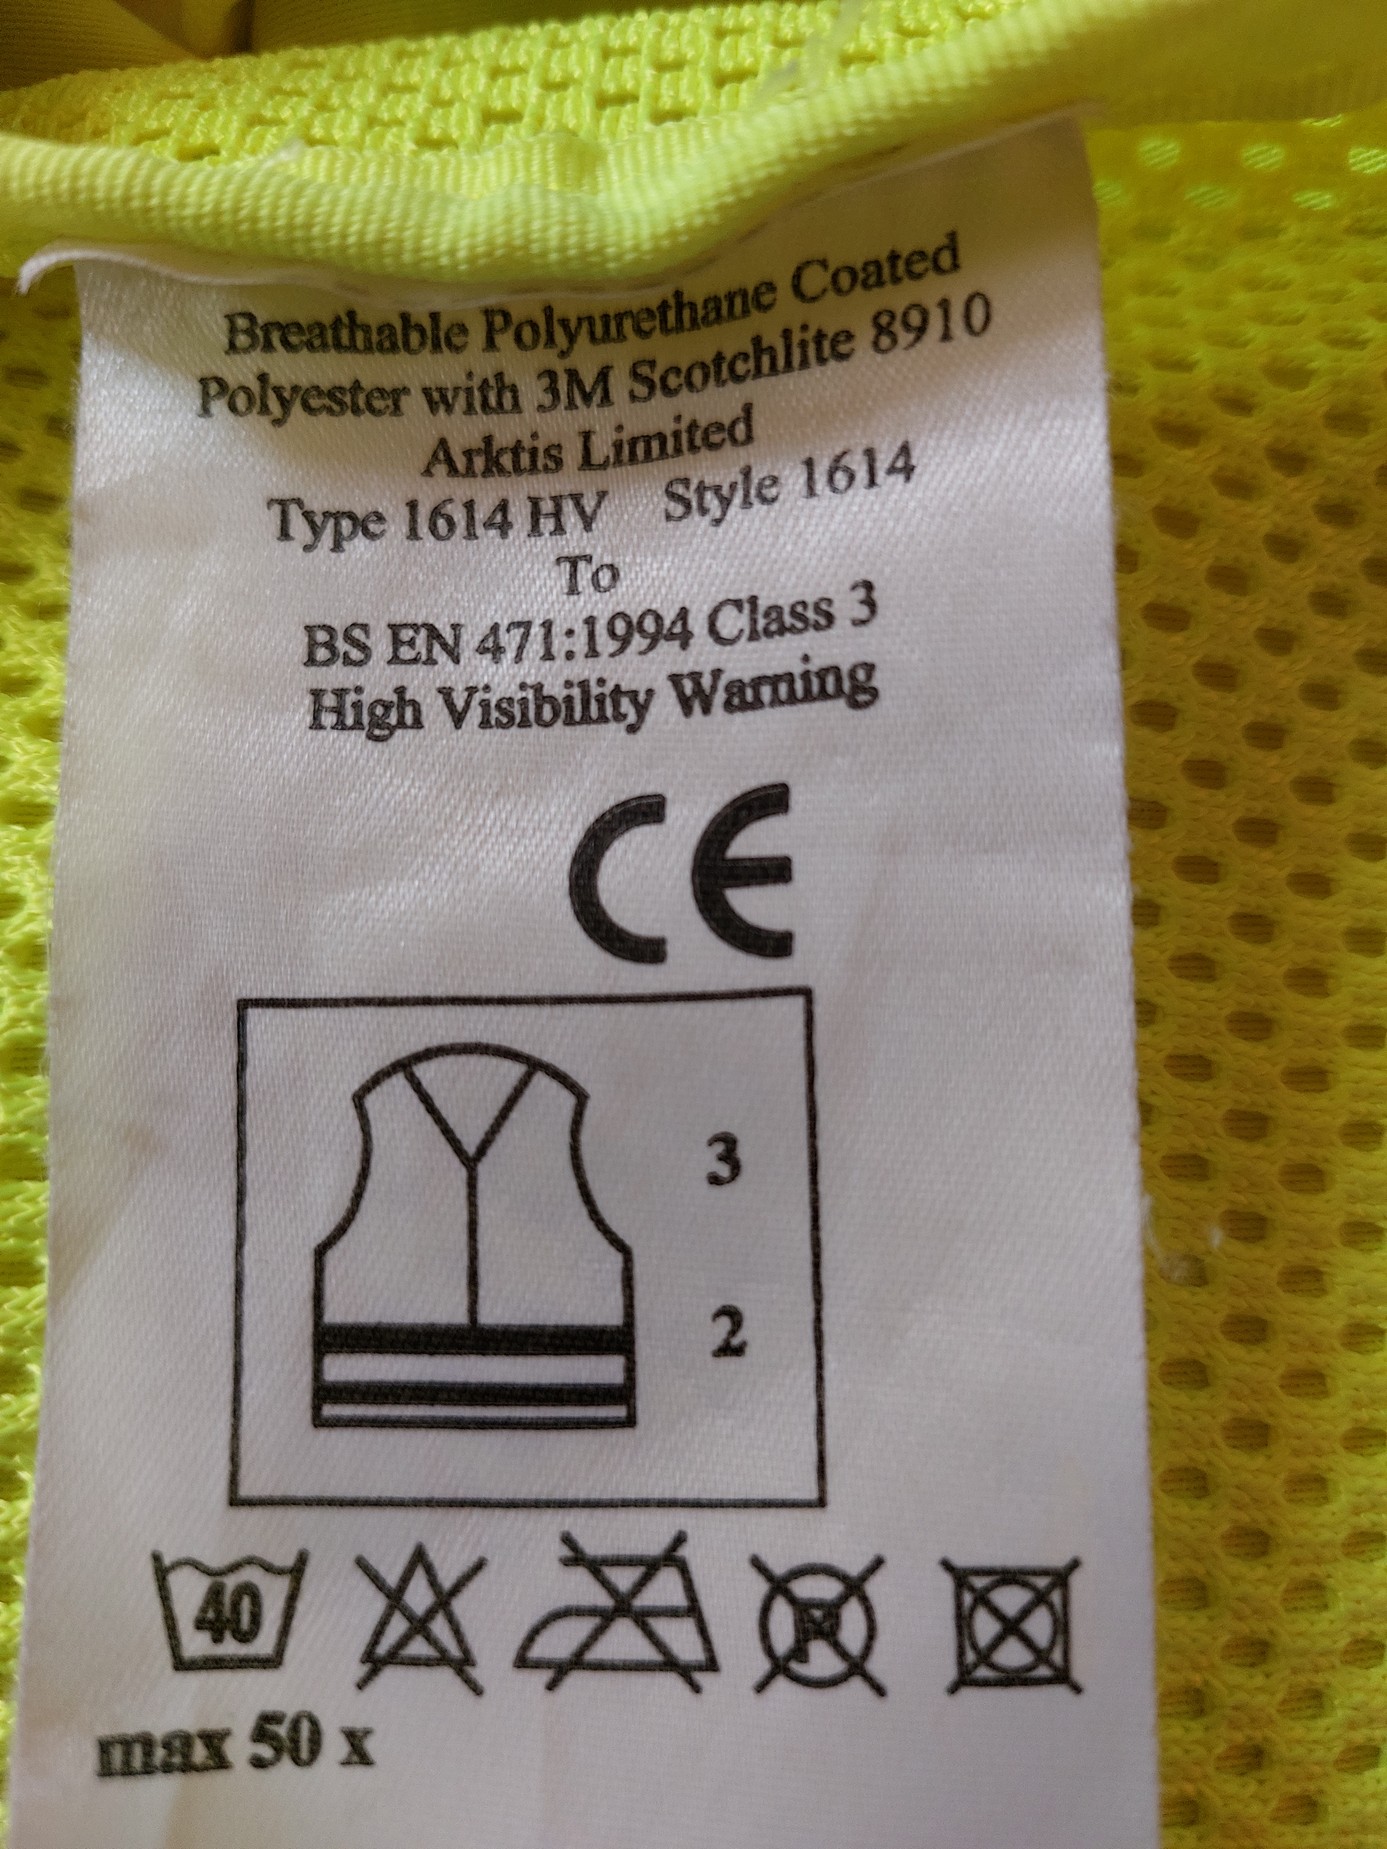 Breathable Polyurethane Coated
Polyester with 3M Scotchlite 8910
Arktis Limited
Type 1614 HV Style 1614
To
BS EN 471:1994 Class 3
High Visibility Warning
CE
3
2
40
P
max 50 x